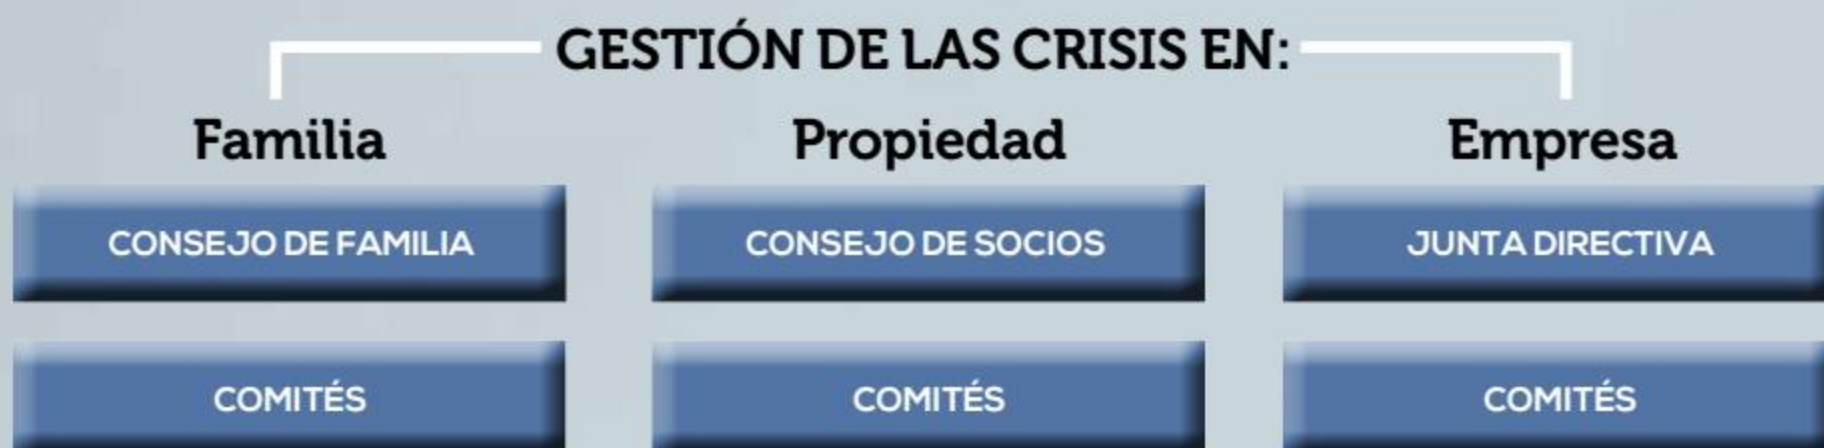 GESTIÓN DE LAS CRISIS EN:
Familia
Propiedad
Empresa
CONSEJO DE FAMILIA
CONSEJO DE SOCIOS
JUNTA DIRECTIVA
COMITÉS
COMITÉS
COMITÉS